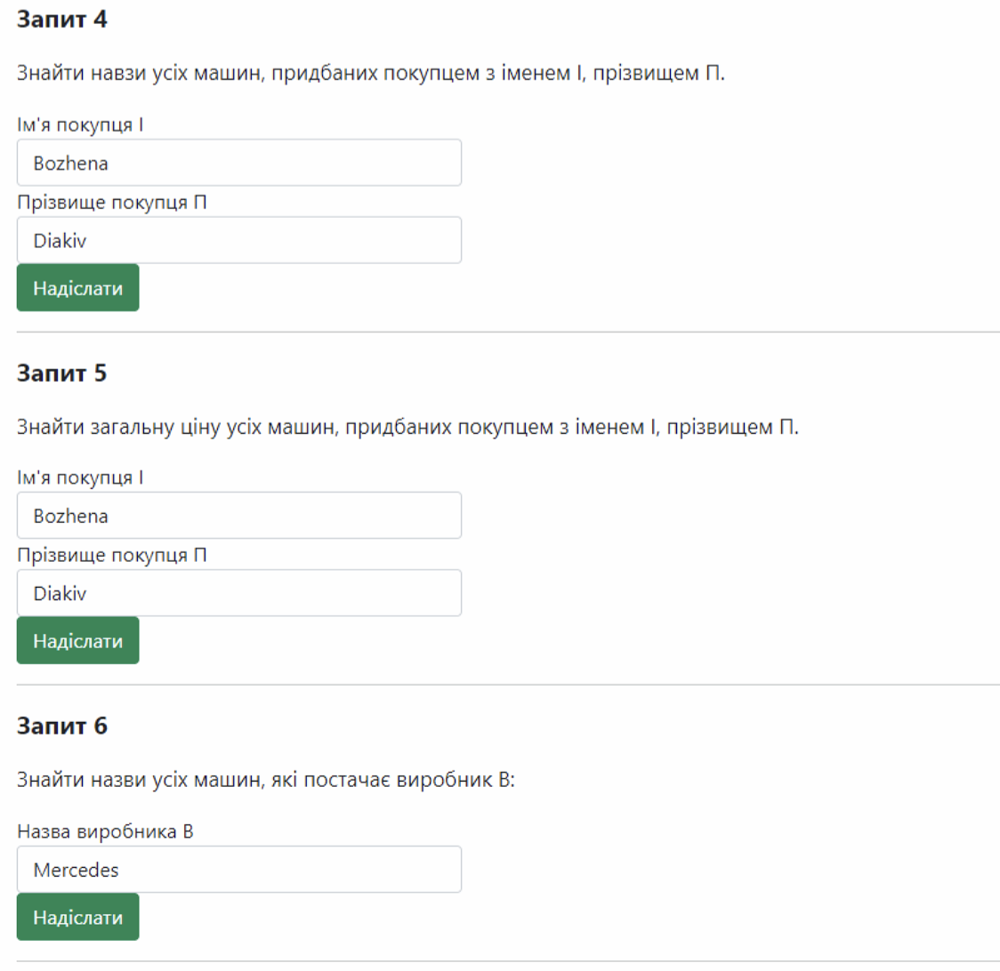 Запит 4
Знайти навзи усіх машин, придбаних покупцем з іменем І, прізвищем П.
Ім'я покупця І
Bozhena
Прізвище покупця П
Diakiv
Надіслати
Запит 5
Знайти загальну ціну усіх машин, придбаних покупцем з іменем І, прізвищем П.
Ім'я покупця І
Bozhena
Прізвище покупця П
Diakiv
Надіслати
Запит 6
Знайти назви усіх машин, які постачає виробник В:
Назва виробника В
Mercedes
Надіслати